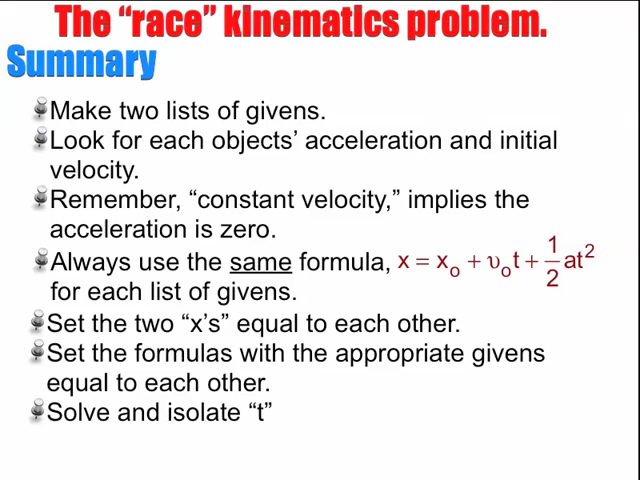 The “race” kinematics problem.
Summary
Make two lists of givens.
Look for each objects’ acceleration and initial
velocity.
Remember, “constant velocity,” implies the
acceleration is zero.
Always use the same formula, x = x₀ + υ₀t + 1/2 at²
for each list of givens.
Set the two “x’s” equal to each other.
Set the formulas with the appropriate givens
equal to each other.
Solve and isolate “t”